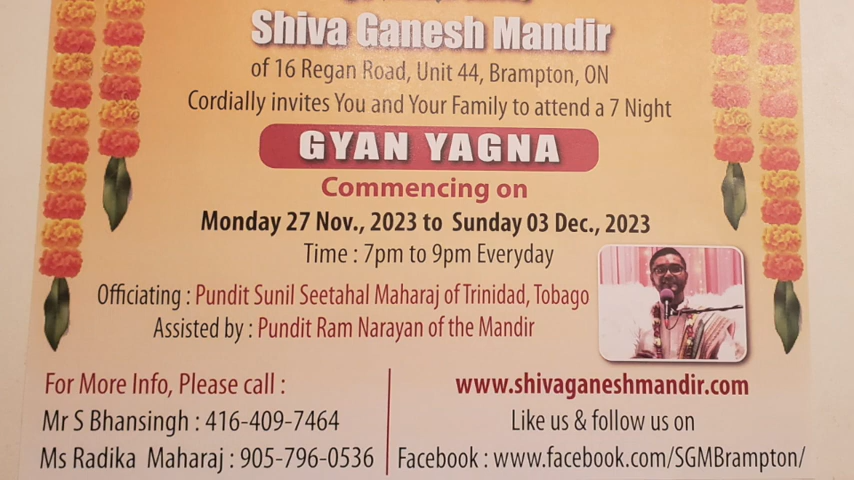 Shiva Ganesh Mandir
of 16 Regan Road, Unit 44, Brampton, ON
Cordially invites You and Your Family to attend a 7 Night
GYAN YAGNA
Commencing on
Monday 27 Nov., 2023 to Sunday 03 Dec., 2023
Time : 7pm to 9pm Everyday
Officiating : Pundit Sunil Seetahal Maharaj of Trinidad, Tobago
Assisted by : Pundit Ram Narayan of the Mandir
For More Info, Please call :
Mr S Bhansingh : 416-409-7464
Ms Radika Maharaj : 905-796-0536
www.shivaganeshmandir.com
Like us & follow us on
Facebook : www.facebook.com/SGMBrampton/